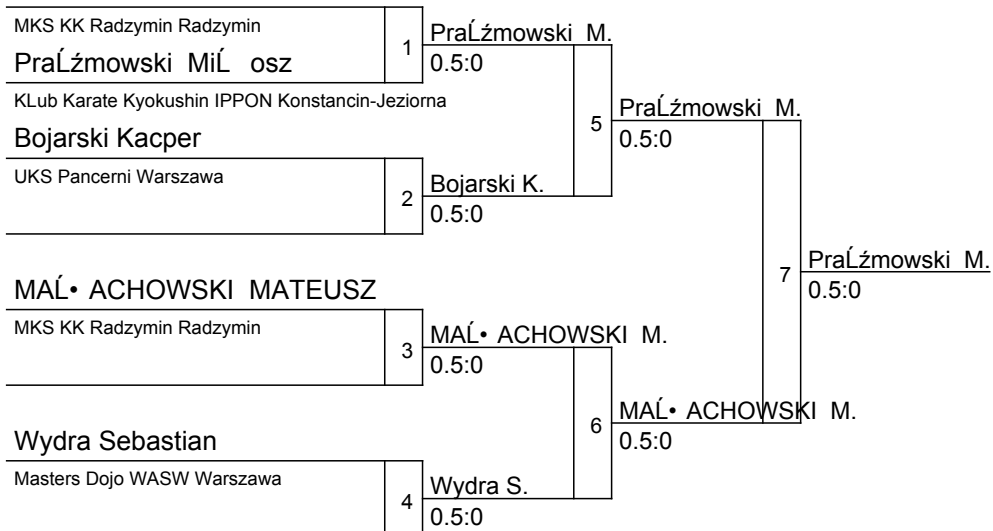 MKS KK Radzymin Radzymin
1
PraĹźmowski M.
0.5:0
PraĹźmowski MiĹ osz
KLub Karate Kyokushin IPPON Konstancin-Jeziorna
5
PraĹźmowski M.
0.5:0
Bojarski Kacper
UKS Pancerni Warszawa
2
Bojarski K.
0.5:0
7
PraĹźmowski M.
0.5:0
MAĹ• ACHOWSKI MATEUSZ
MKS KK Radzymin Radzymin
3
MAĹ• ACHOWSKI M.
0.5:0
6
MAĹ• ACHOWSKI M.
0.5:0
Wydra Sebastian
Masters Dojo WASW Warszawa
4
Wydra S.
0.5:0